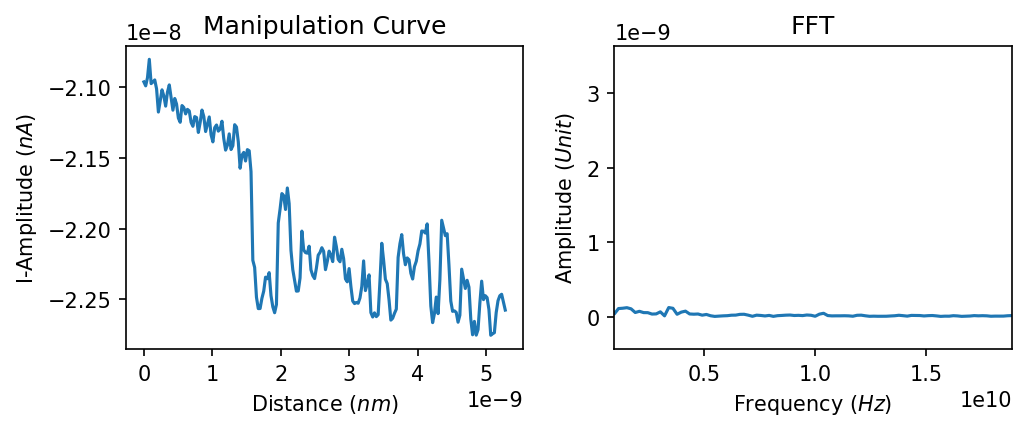 Manipulation Curve
1e−8
I-Amplitude (nA)
−2.10
−2.15
−2.20
−2.25
0 1 2 3 4 5
1e−9
Distance (nm)
FFT
1e−9
Amplitude (Unit)
3
2
1
0
0.5 1.0 1.5
1e10
Frequency (Hz)